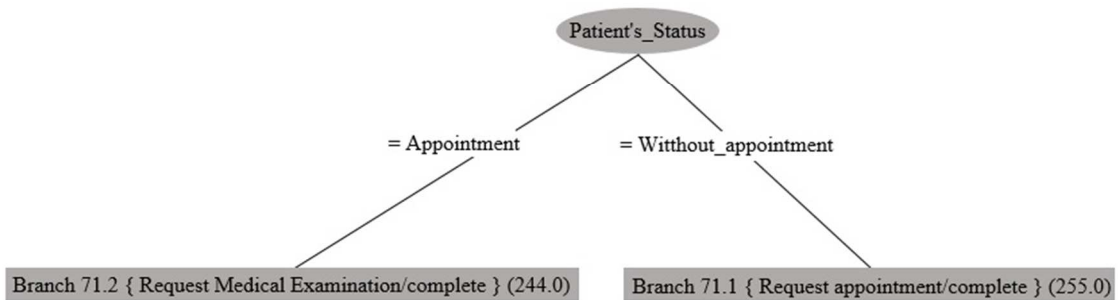 Patient's_Status
= Appointment
= Witthout_appointment
Branch 71.2 { Request Medical Examination/complete } (244.0)
Branch 71.1 { Request appointment/complete } (255.0)